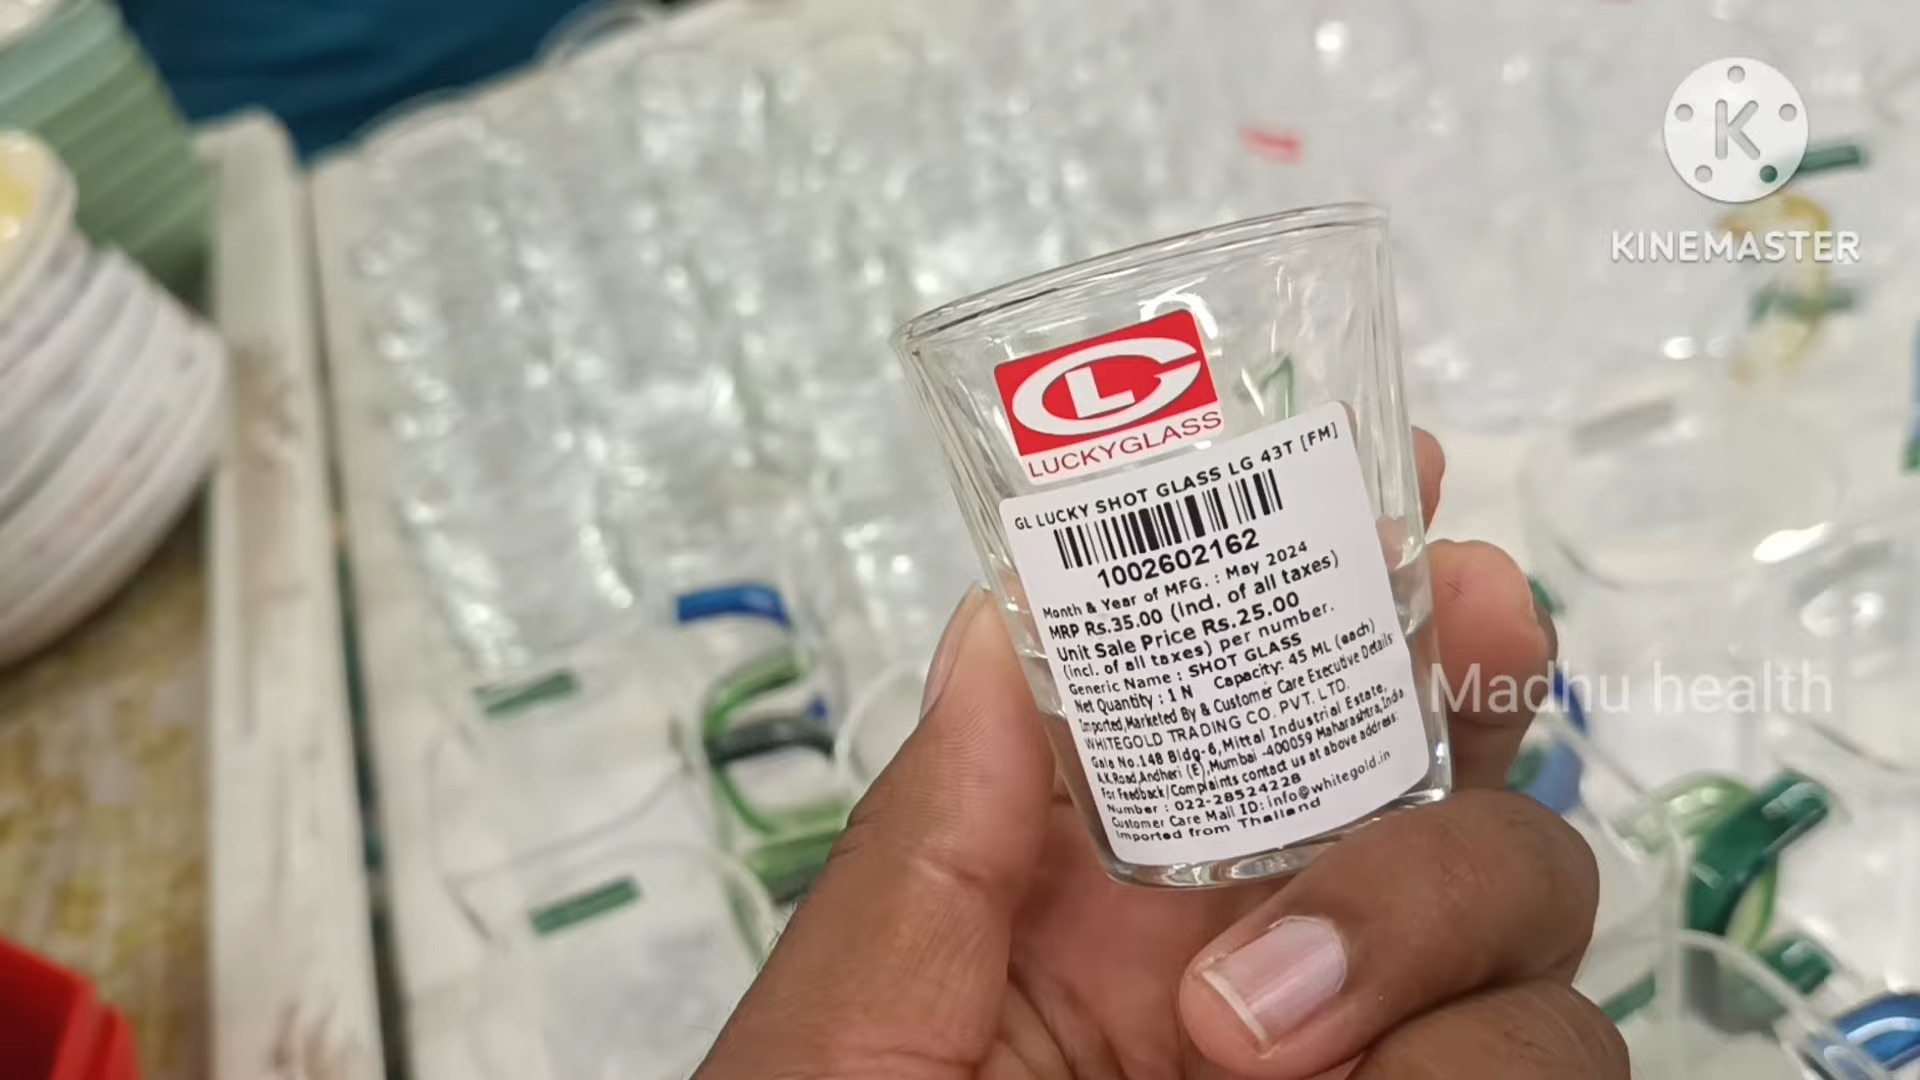 K
KINEMASTER
CL
LUCKYGLASS
GL LUCKY SHOT GLASS LG 43T [FM]
1002602162
Month & Year of MFG. : May 2024
MRP Rs.35.00 (Incl. of all taxes)
Unit Sale Price Rs.25.00
(incl. of all taxes) per number.
Generic Name : SHOT GLASS
Net Quantity : 1 N Capacity: 45 ML (each)
Imported,Marketed By & Customer Care Executive Details:
WHITEGOLD TRADING CO. PVT. LTD.
Gala No.148 Bldg-6,Mittal Industrial Estate,
A.K.Road,Andheri (E),Mumbai -400059 Maharashtra,India
For Feedback/Complaints contact us at above address:
Number : 022-28524228
Customer Care Mail ID: info@whitegold.in
Imported from Thailand
Madhu health